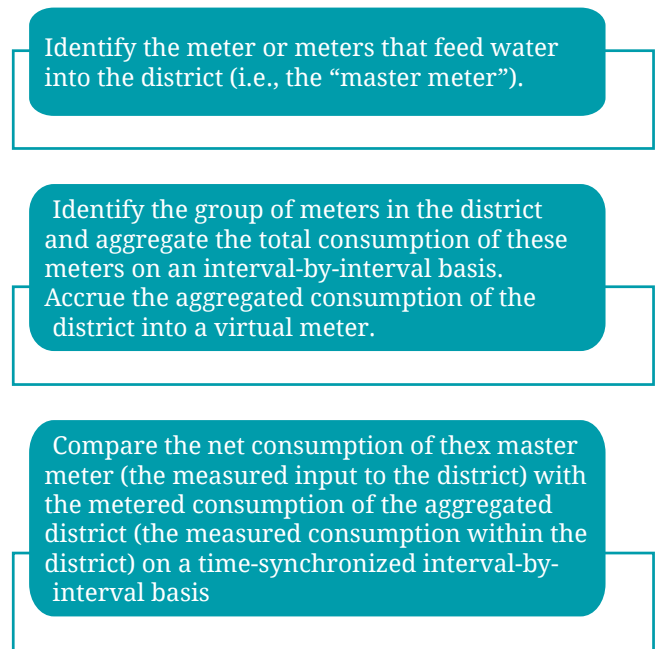 Identify the meter or meters that feed water
into the district (i.e., the “master meter”).
Identify the group of meters in the district
and aggregate the total consumption of these
meters on an interval-by-interval basis.
Accrue the aggregated consumption of the
district into a virtual meter.
Compare the net consumption of thex master
meter (the measured input to the district) with
the metered consumption of the aggregated
district (the measured consumption within the
district) on a time-synchronized interval-by-
interval basis